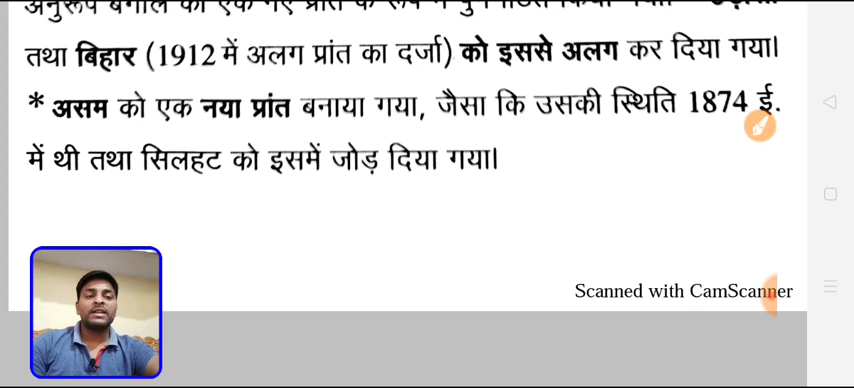 तथा बिहार (1912 में अलग प्रांत का दर्जा) को इससे अलग कर दिया गया।
* असम को एक नया प्रांत बनाया गया, जैसा कि उसकी स्थिति 1874 ई.
में थी तथा सिलहट को इसमें जोड़ दिया गया।
Scanned with CamScanner